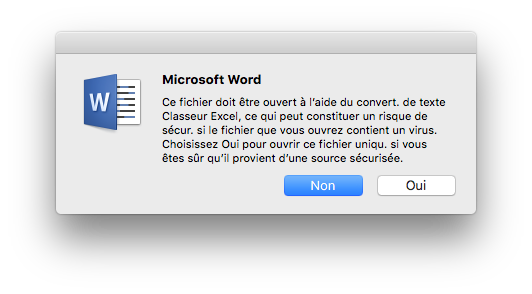 Microsoft Word
Ce fichier doit être ouvert à l'aide du convert. de texte
Classeur Excel, ce qui peut constituer un risque de
sécur. si le fichier que vous ouvrez contient un virus.
Choisissez Oui pour ouvrir ce fichier uniqu. si vous
êtes sûr qu'il provient d'une source sécurisée.
W
Non
Oui